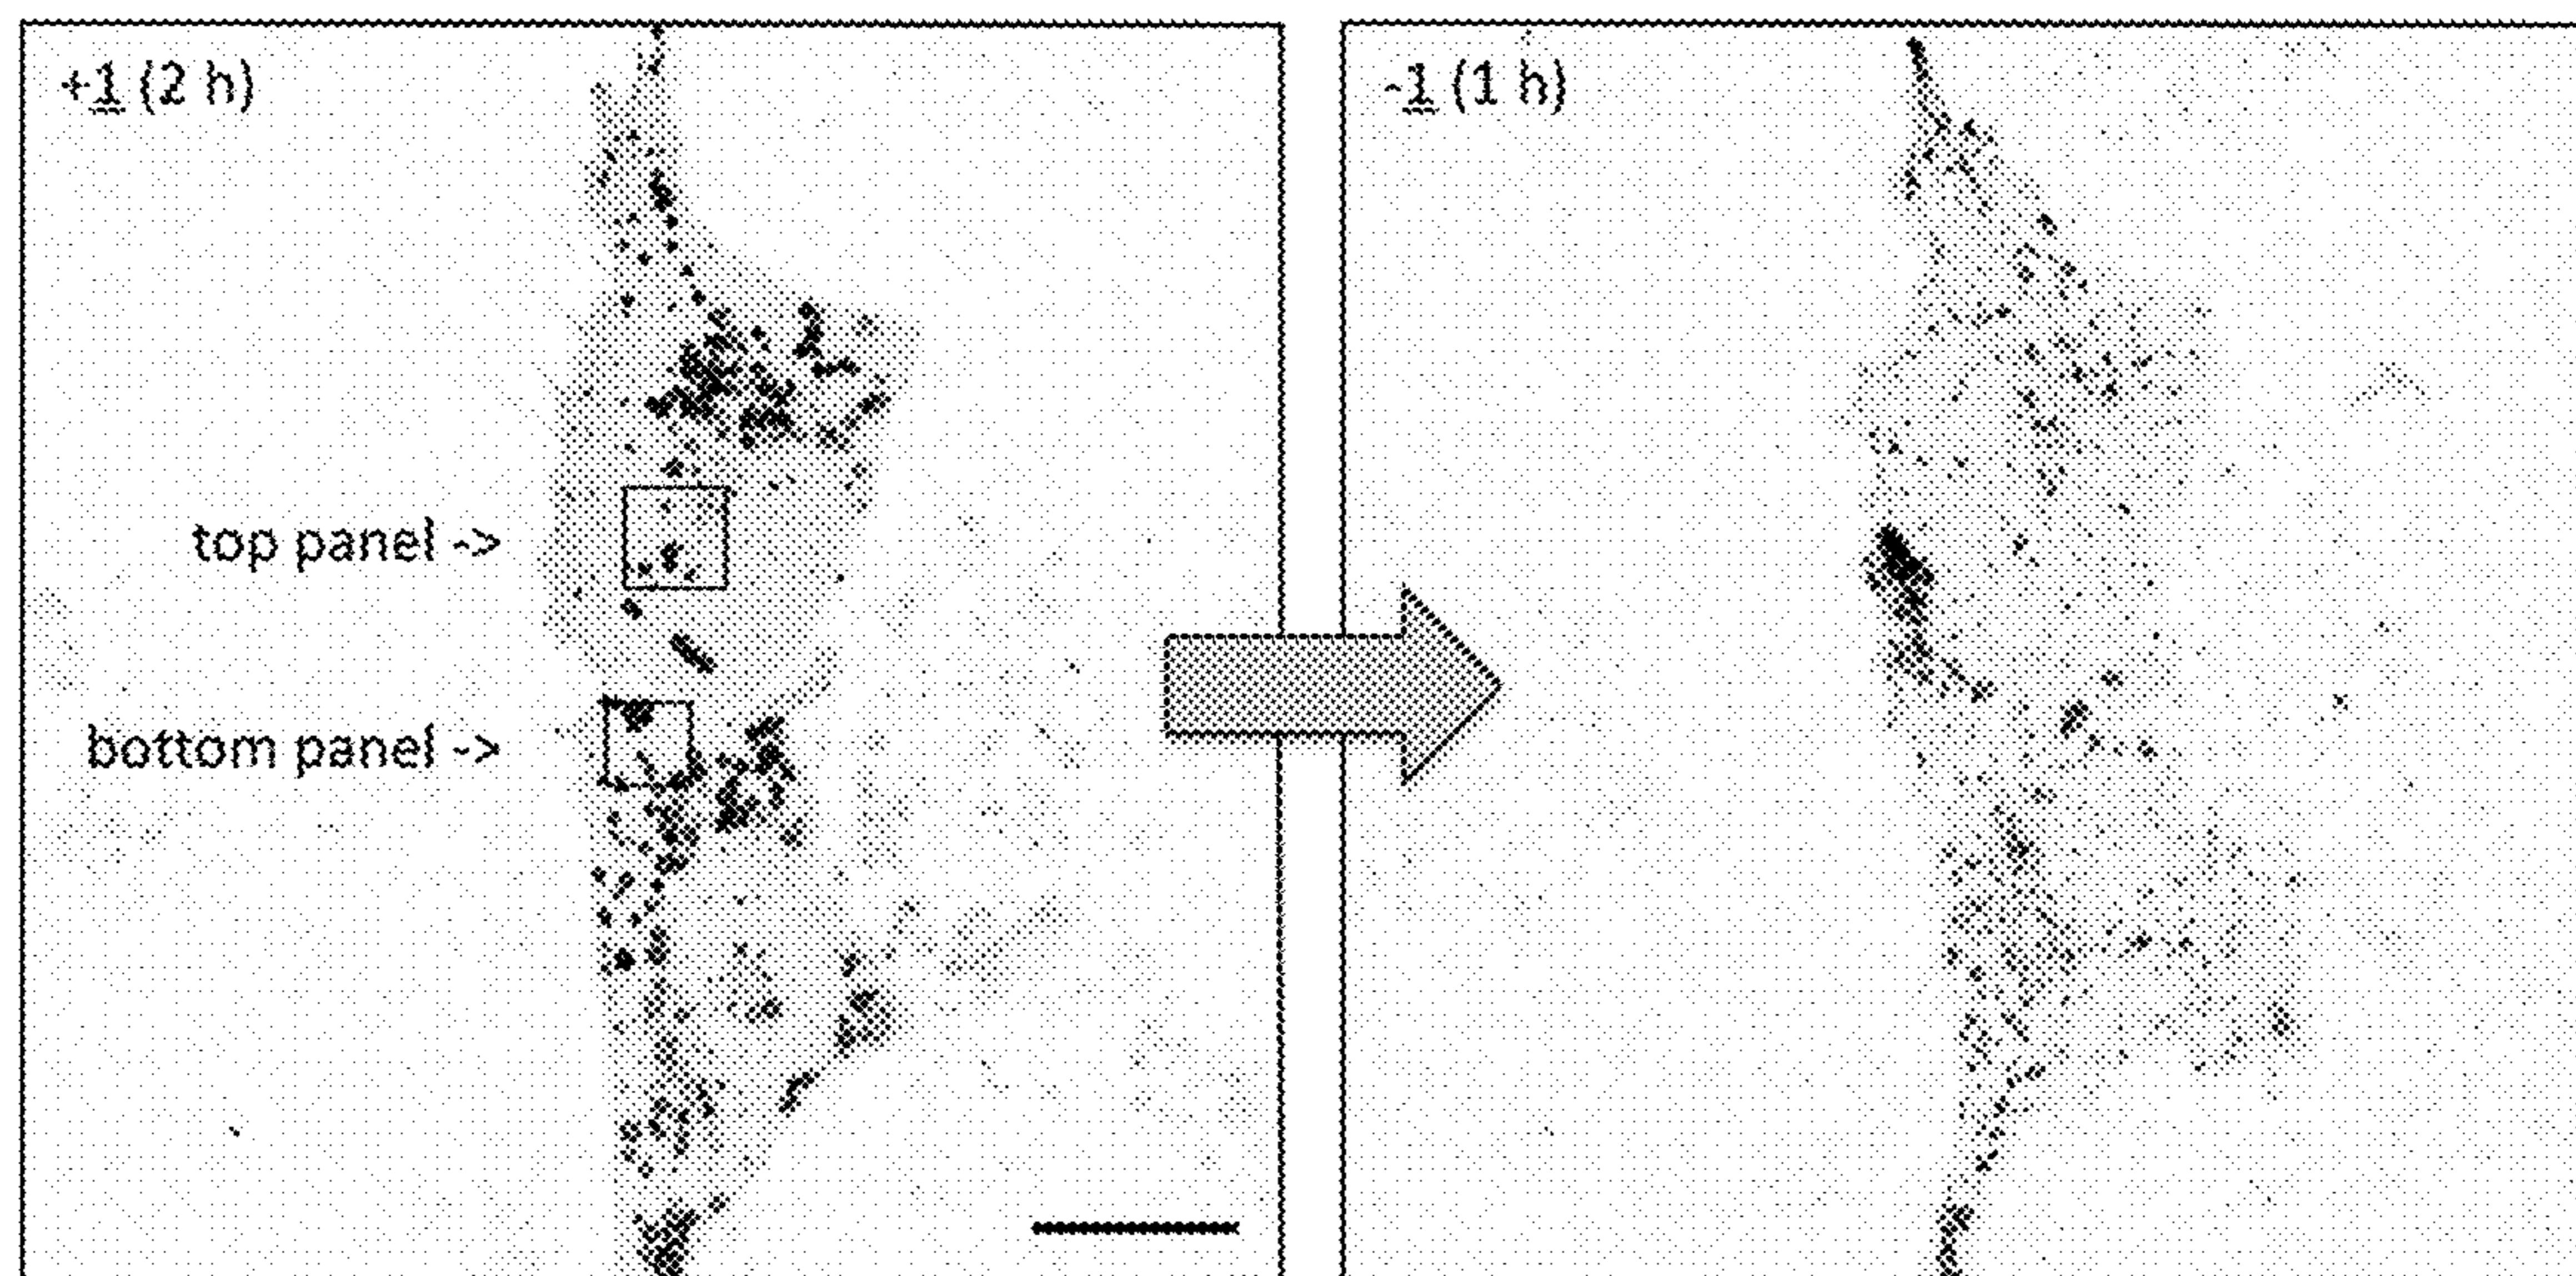 +1 (2 h)
-1 (1 h)
top panel ->
bottom panel ->